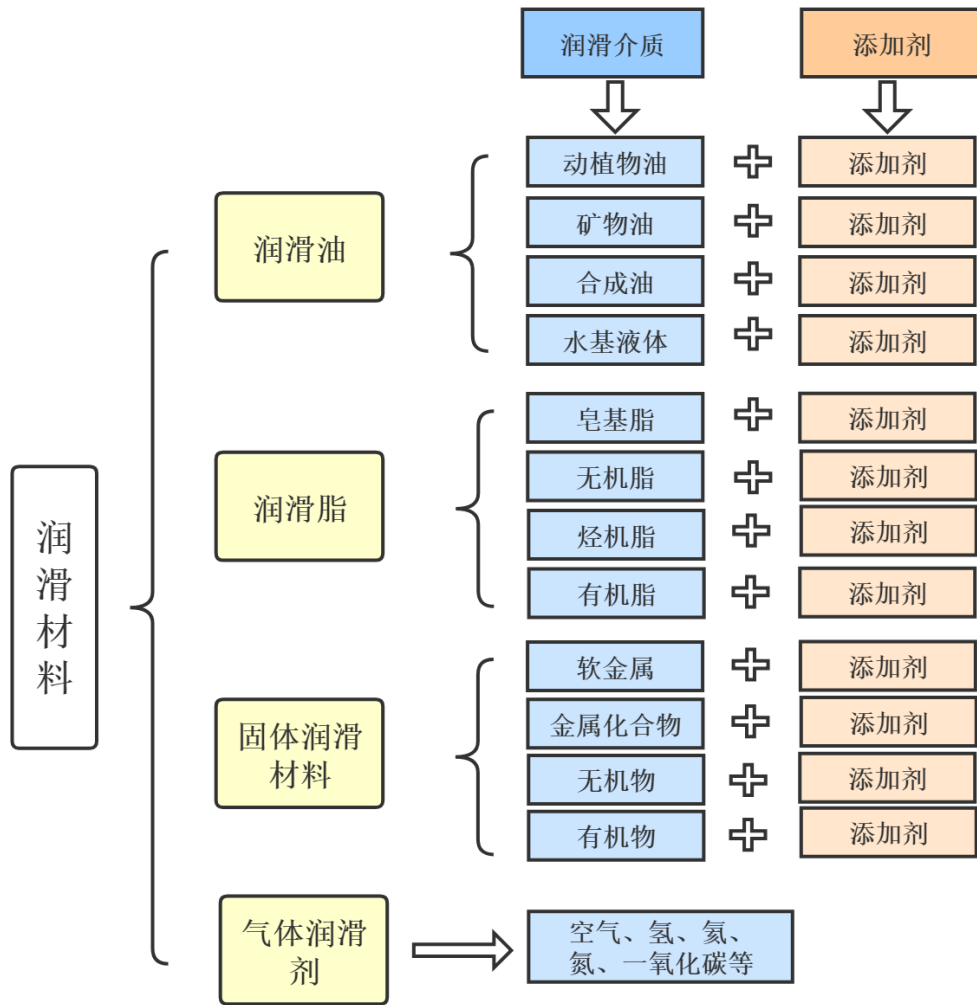 润滑介质
添加剂
动植物油
添加剂
润滑油
矿物油
添加剂
合成油
添加剂
水基液体
添加剂
皂基脂
添加剂
润滑脂
无机脂
添加剂
烃机脂
添加剂
有机脂
添加剂
润
滑
材
料
软金属
添加剂
固体润滑
材料
金属化合物
添加剂
无机物
添加剂
有机物
添加剂
气体润滑
剂
空气、氢、氦、
氮、一氧化碳等